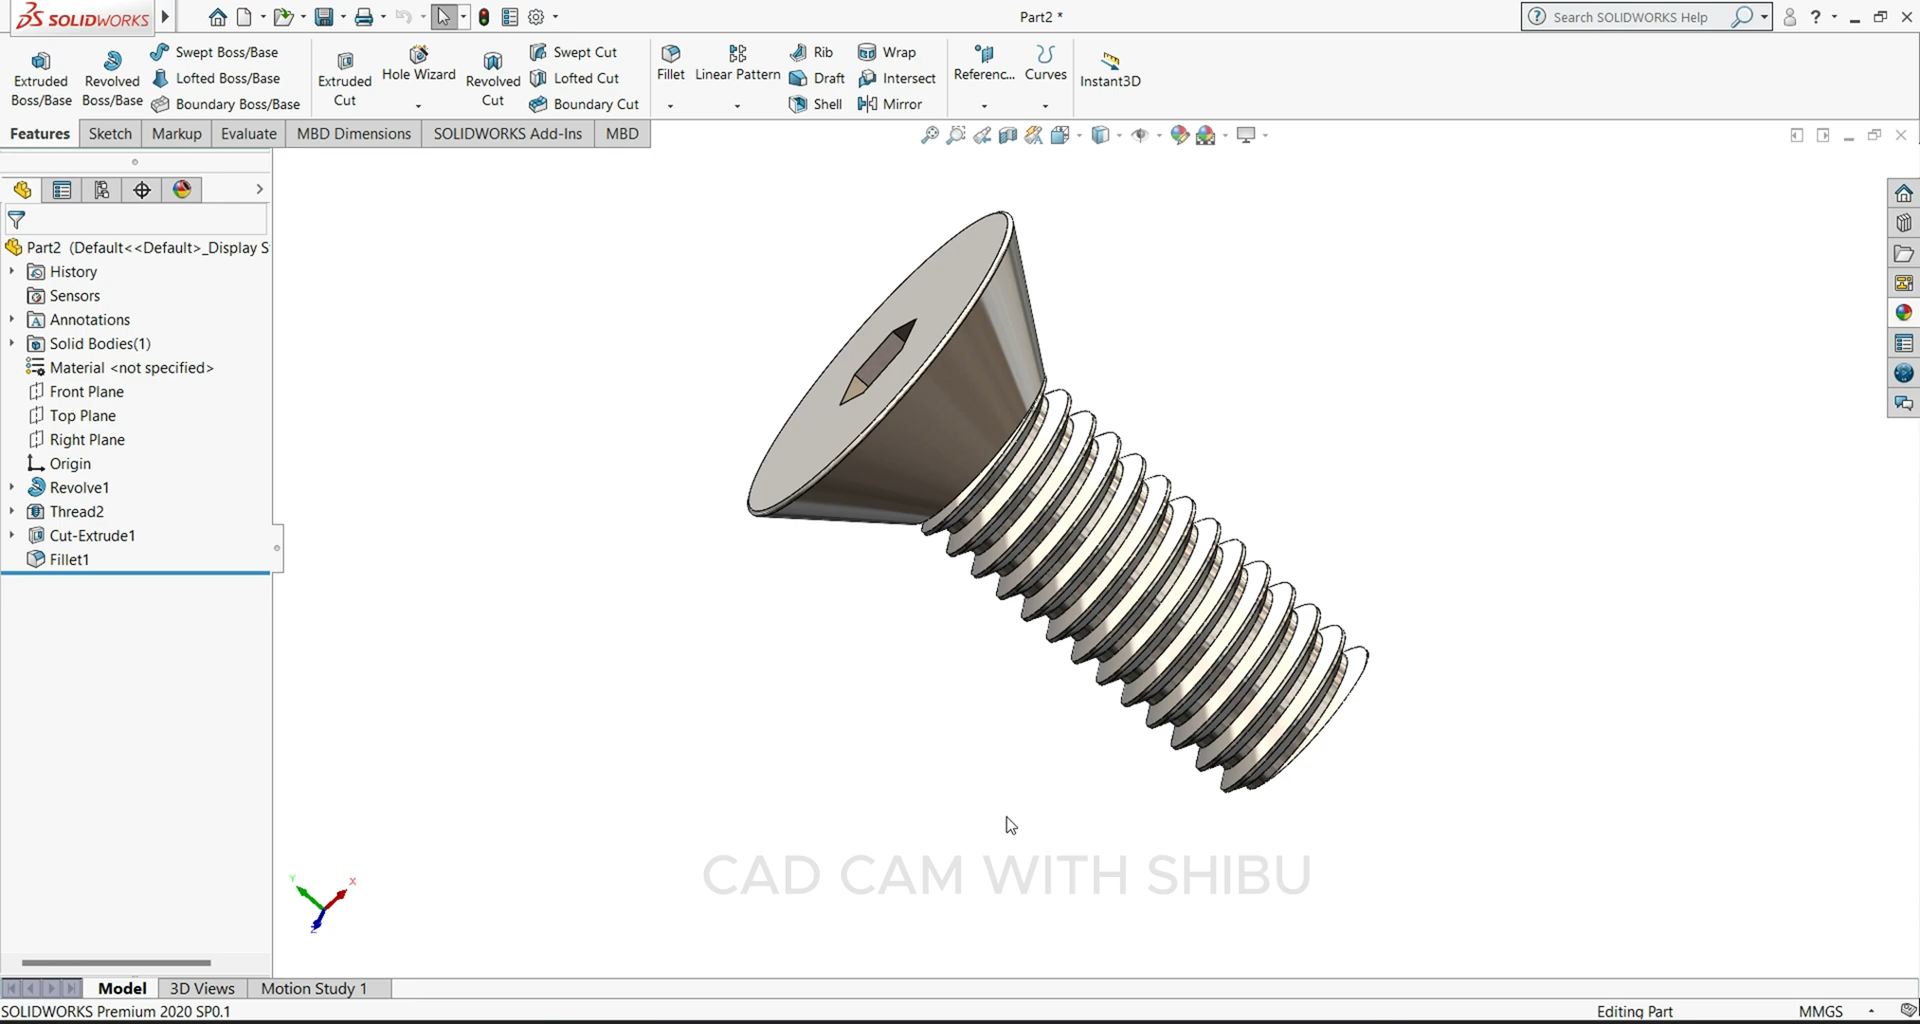 SOLIDWORKS
Part2 *
Search SOLIDWORKS Help
Extruded Boss/Base
Revolved Boss/Base
Swept Boss/Base
Lofted Boss/Base
Boundary Boss/Base
Extruded Cut
Hole Wizard
Revolved Cut
Swept Cut
Lofted Cut
Boundary Cut
Fillet
Linear Pattern
Rib
Draft
Shell
Wrap
Intersect
Mirror
Referenc...
Curves
Instant3D
Features
Sketch
Markup
Evaluate
MBD Dimensions
SOLIDWORKS Add-Ins
MBD
Part2 (Default<<Default>_Display S
History
Sensors
Annotations
Solid Bodies(1)
Material <not specified>
Front Plane
Top Plane
Right Plane
Origin
Revolve1
Thread2
Cut-Extrude1
Fillet1
CAD CAM WITH SHIBU
Y
X
Z
Model
3D Views
Motion Study 1
SOLIDWORKS Premium 2020 SP0.1
Editing Part
MMGS